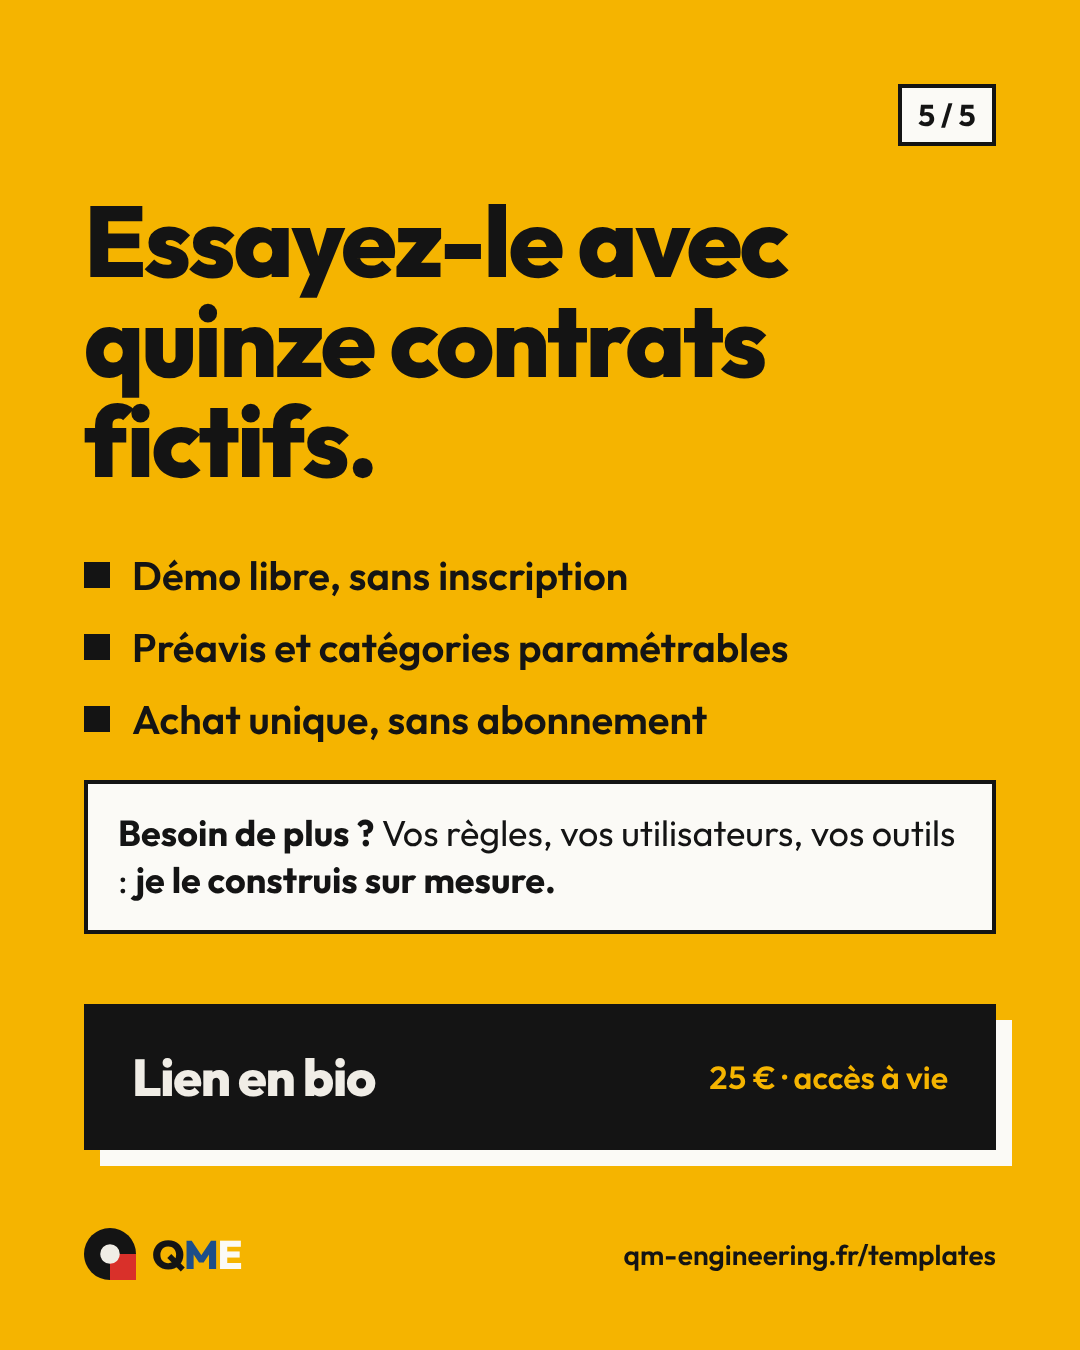 5 / 5
Essayez-le avec
quinze contrats
fictifs.
Démo libre, sans inscription
Préavis et catégories paramétrables
Achat unique, sans abonnement
Besoin de plus ? Vos règles, vos utilisateurs, vos outils
: je le construis sur mesure.
Lien en bio
25 € · accès à vie
QME
qm-engineering.fr/templates